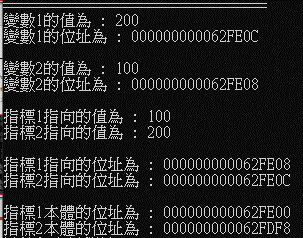 變數1的值為 : 200
變數1的位址為 : 000000000062FE0C
變數2的值為 : 100
變數2的位址為 : 000000000062FE08
指標1指向的值為 : 100
指標2指向的值為 : 200
指標1指向的位址為 : 000000000062FE08
指標2指向的位址為 : 000000000062FE0C
指標1本體的位址為 : 000000000062FE00
指標2本體的位址為 : 000000000062FDF8